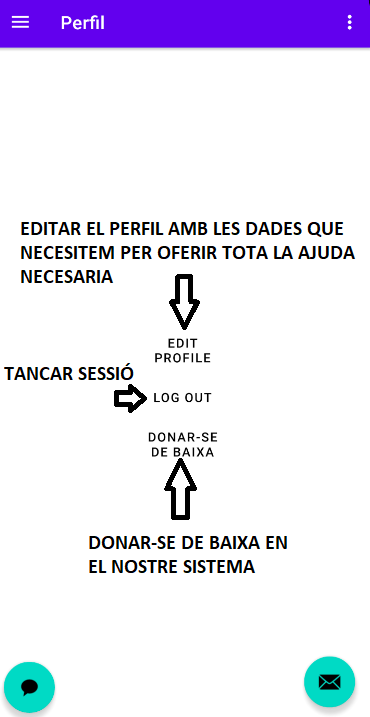 Perfil
EDITAR EL PERFIL AMB LES DADES QUE
NECESITEM PER OFERIR TOTA LA AJUDA
NECESARIA
EDIT
PROFILE
TANCAR SESSIÓ
LOG OUT
DONAR-SE
DE BAIXA
DONAR-SE DE BAIXA EN
EL NOSTRE SISTEMA